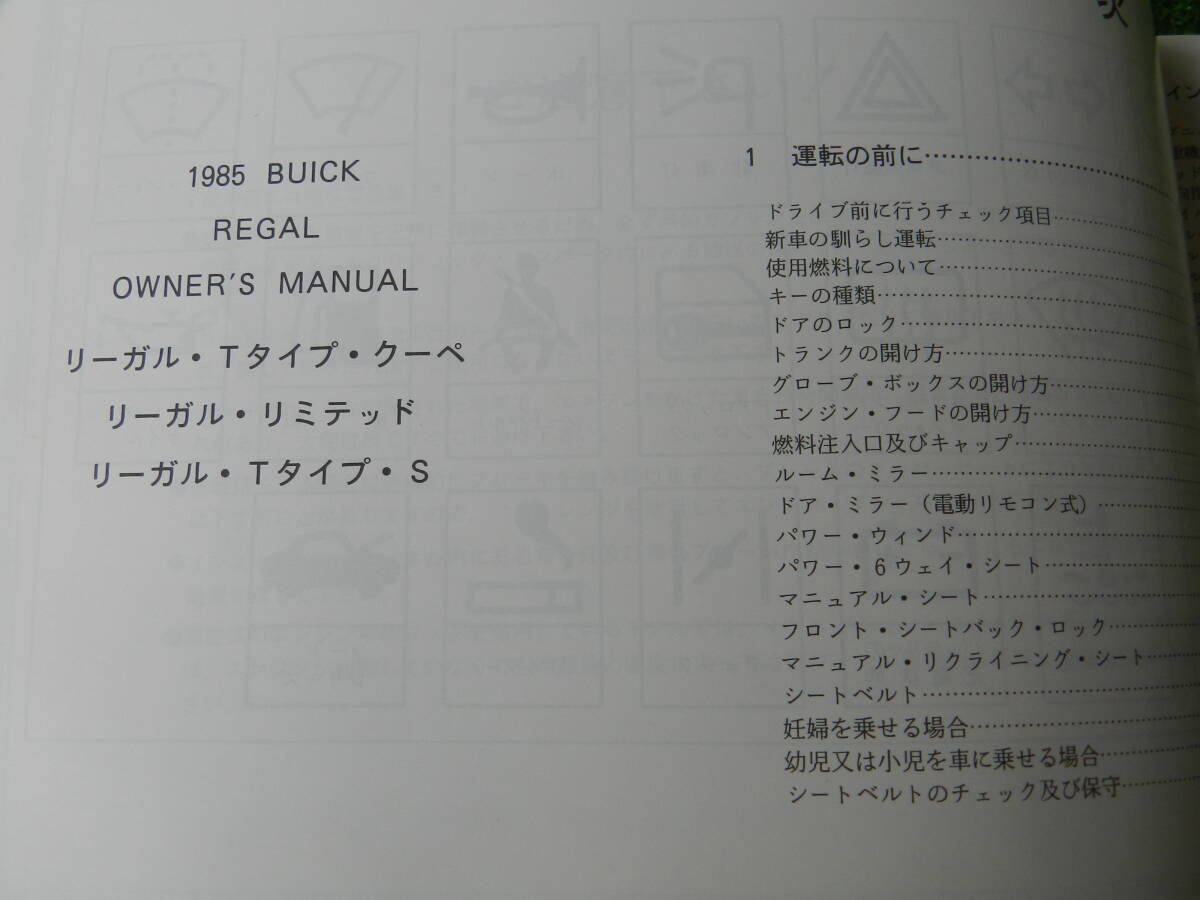 1985 BUICK
REGAL
OWNER'S MANUAL
リーガル・Tタイプ・クーペ
リーガル・リミテッド
リーガル・Tタイプ・S
次
1 運転の前に……………………
ドライブ前に行うチェック項目……………
新車の馴らし運転……………………
使用燃料について……………………
キーの種類……………………
ドアのロック……………………
トランクの開け方……………………
グローブ・ボックスの開け方……………
エンジン・フードの開け方……………
燃料注入口及びキャップ……………
ルーム・ミラー……………………
ドア・ミラー（電動リモコン式）…………
パワー・ウィンド……………………
パワー・6ウェイ・シート……………
マニュアル・シート……………………
フロント・シートバック・ロック…………
マニュアル・リクライニング・シート……
シートベルト……………………
妊婦を乗せる場合……………………
幼児又は小児を車に乗せる場合…………
シートベルトのチェック及び保守…………